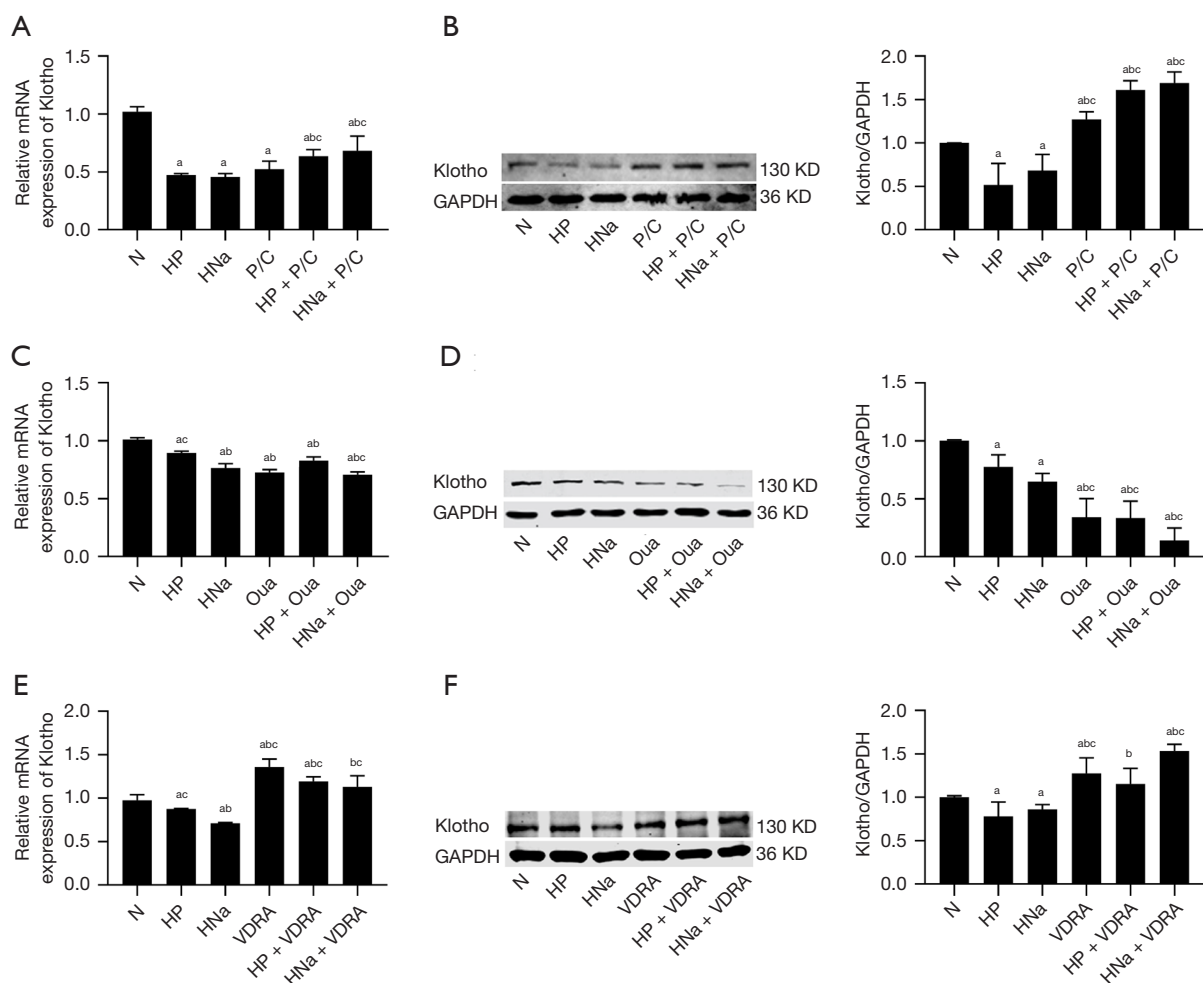 A
Relative mRNA
expression of Klotho
1.5
1.0
0.5
0.0
a
a
a
abc
abc
N
HP
HNa
P/C
HP + P/C
HNa + P/C
B
Klotho
GAPDH
130 KD
36 KD
N
HP
HNa
P/C
HP + P/C
HNa + P/C
Klotho/GAPDH
2.0
1.5
1.0
0.5
0.0
a
a
abc
abc
abc
N
HP
HNa
P/C
HP + P/C
HNa + P/C
C
Relative mRNA
expression of Klotho
1.5
1.0
0.5
0.0
ac
ab
ab
ab
abc
N
HP
HNa
Oua
HP + Oua
HNa + Oua
D
Klotho
GAPDH
130 KD
36 KD
N
HP
HNa
Oua
HP + Oua
HNa + Oua
Klotho/GAPDH
1.5
1.0
0.5
0.0
a
a
abc
abc
abc
N
HP
HNa
Oua
HP + Oua
HNa + Oua
E
Relative mRNA
expression of Klotho
2.0
1.5
1.0
0.5
0.0
ac
ab
abc
abc
bc
N
HP
HNa
VDRA
HP + VDRA
HNa + VDRA
F
Klotho
GAPDH
130 KD
36 KD
N
HP
HNa
VDRA
HP + VDRA
HNa + VDRA
Klotho/GAPDH
2.0
1.5
1.0
0.5
0.0
a
a
abc
b
abc
N
HP
HNa
VDRA
HP + VDRA
HNa + VDRA